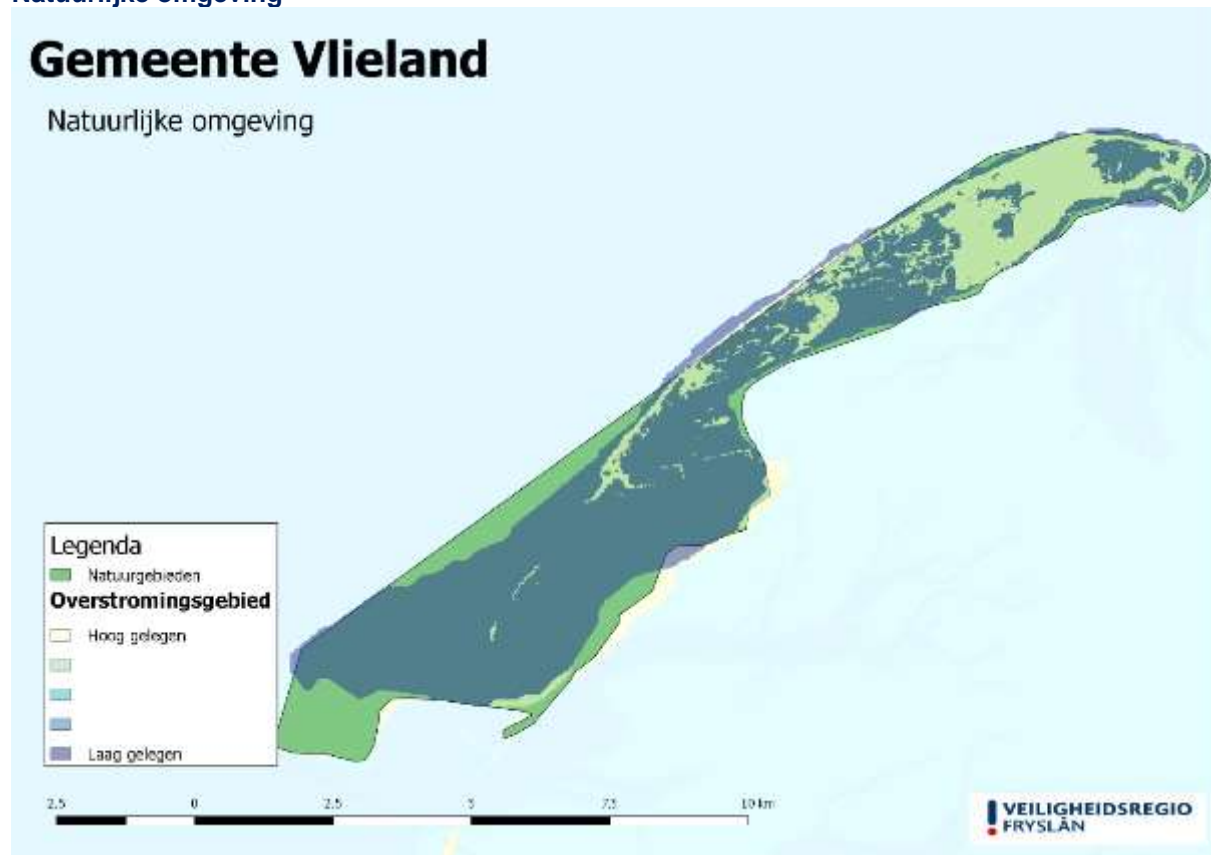 Natuurlijke omgeving
Gemeente Vlieland
Natuurlijke omgeving
Legenda
Natuurgebieden
Overstromingsgebied
Hoog gelegen
Laag gelegen
2.5 0 2.5 5 7.5 10 km
VEILIGHEIDSREGIO
FRYSLÂN